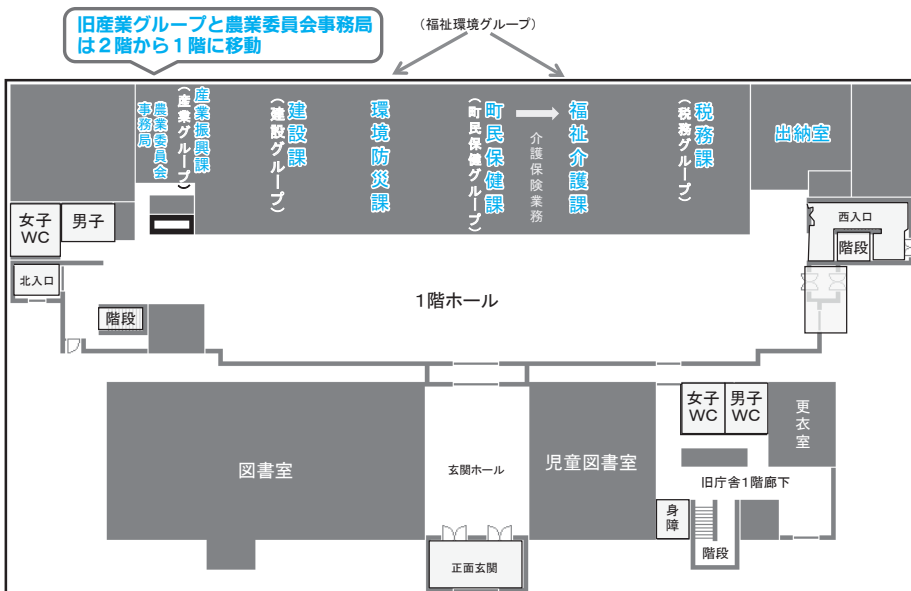 旧産業グループと農業委員会事務局
は２階から１階に移動
（福祉環境グループ）
農業委員会
事務局
産業振興課
（産業グループ）
建設課
（建設グループ）
環境防災課
町民保健課
（町民保健グループ）
介護保険業務
福祉介護課
税務課
（税務グループ）
出納室
女子
WC
男子
西入口
階段
北入口
1階ホール
階段
女子
WC
男子
WC
更衣室
図書室
玄関ホール
児童図書室
旧庁舎1階廊下
身障
階段
正面玄関